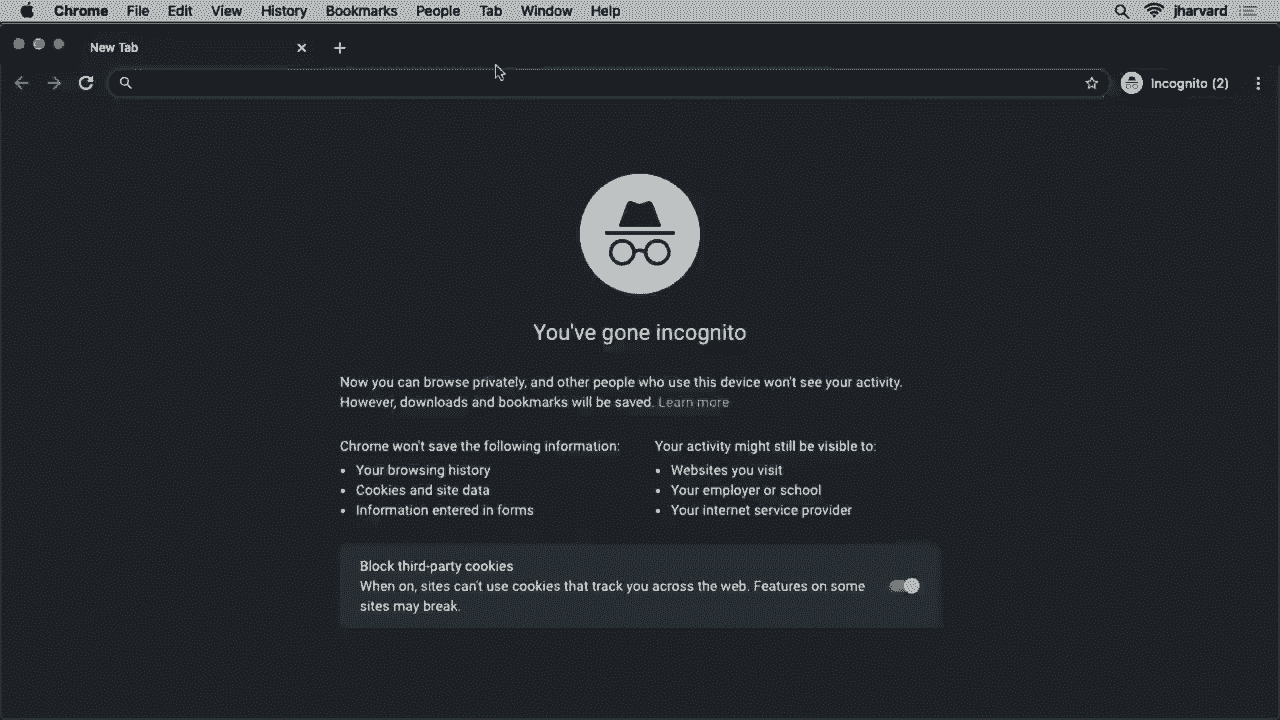 Chrome File Edit View History Bookmarks People Tab Window Help jharvard
New Tab
Incognito (2)
You've gone incognito
Now you can browse privately, and other people who use this device won't see your activity.
However, downloads and bookmarks will be saved. Learn more
Chrome won't save the following information:
• Your browsing history
• Cookies and site data
• Information entered in forms
Your activity might still be visible to:
• Websites you visit
• Your employer or school
• Your internet service provider
Block third-party cookies
When on, sites can't use cookies that track you across the web. Features on some
sites may break.